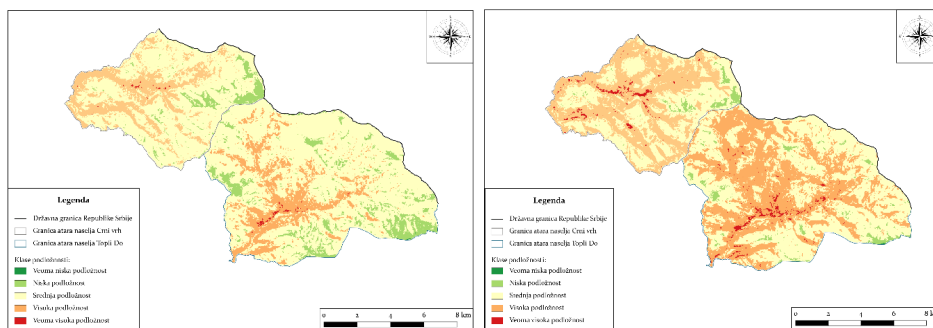 Legenda
Državna granica Republike Srbije
Granica atara naselja Crni vrh
Granica atara naselja Topli Do
Klase podložnosti:
Veoma niska podložnost
Niska podložnost
Srednja podložnost
Visoka podložnost
Veoma visoka podložnost
0 2 4 6 8 km
Legenda
Državna granica Republike Srbije
Granica atara naselja Crni vrh
Granica atara naselja Topli Do
Klase podložnosti:
Veoma niska podložnost
Niska podložnost
Srednja podložnost
Visoka podložnost
Veoma visoka podložnost
0 2 4 6 8 km